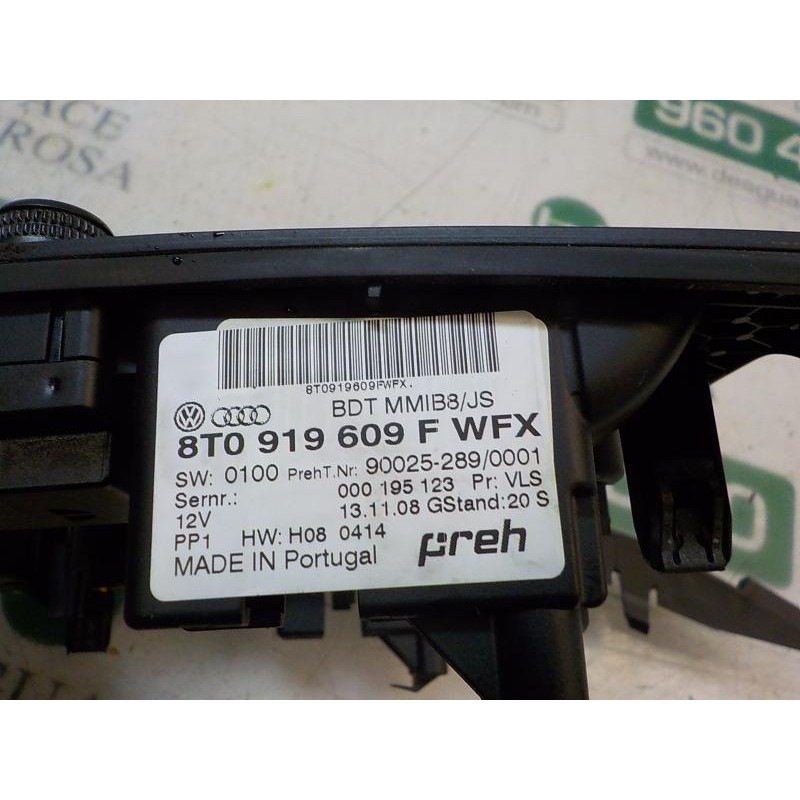 ACE
ROSA
960 4
www.desgua
8T0919609FWFX.
BDT MMIB8/JS
8T0 919 609 F WFX
SW: 0100 PrehT.Nr: 90025-289/0001
Sernr.: 000 195 123 Pr: VLS
12V 13.11.08 GStand: 20 S
PP1 HW: H08 0414
MADE IN Portugal preh